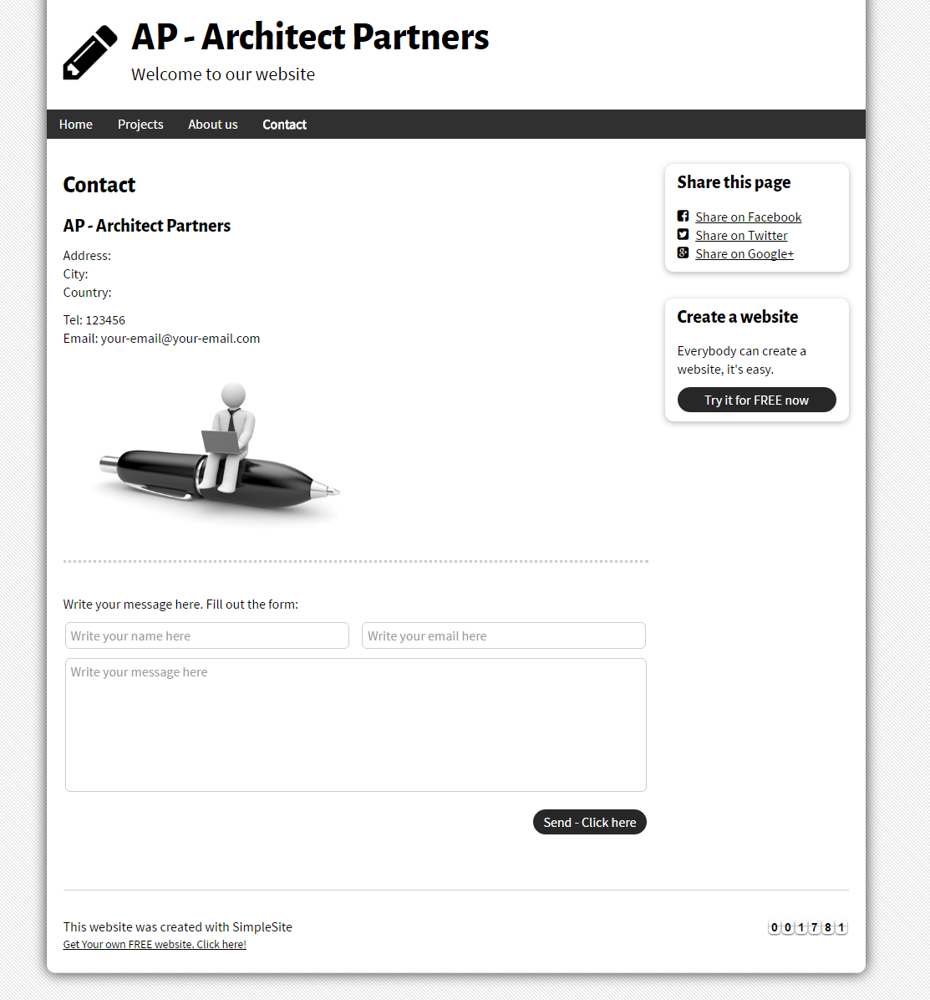 AP - Architect Partners
Welcome to our website
Home Projects About us Contact
Contact
AP - Architect Partners
Address:
City:
Country:
Tel: 123456
Email: your-email@your-email.com
Share this page
Share on Facebook
Share on Twitter
Share on Google+
Create a website
Everybody can create a
website, it's easy.
Try it for FREE now
Write your message here. Fill out the form:
Write your name here Write your email here
Write your message here
Send - Click here
This website was created with SimpleSite
Get Your own FREE website. Click here!
001781